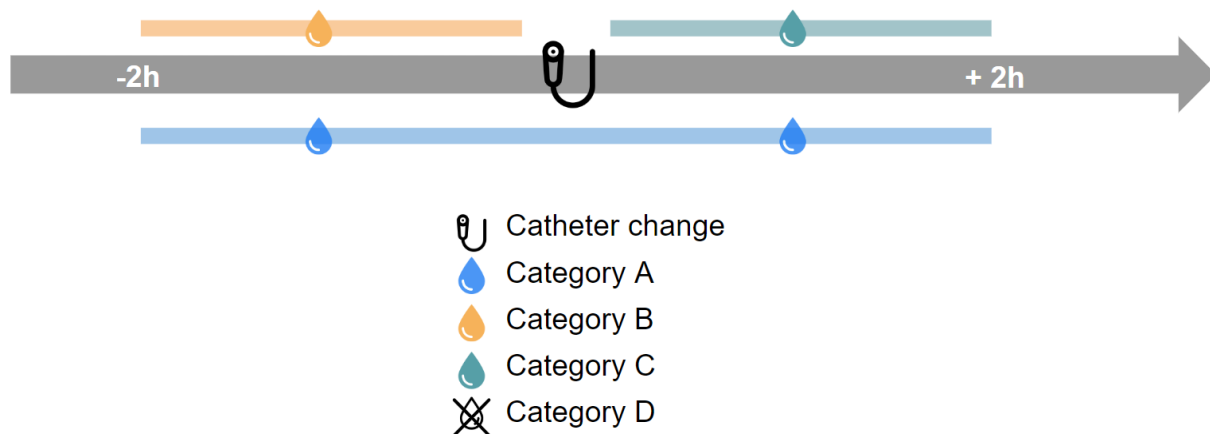 -2h
+ 2h
Catheter change
Category A
Category B
Category C
Category D